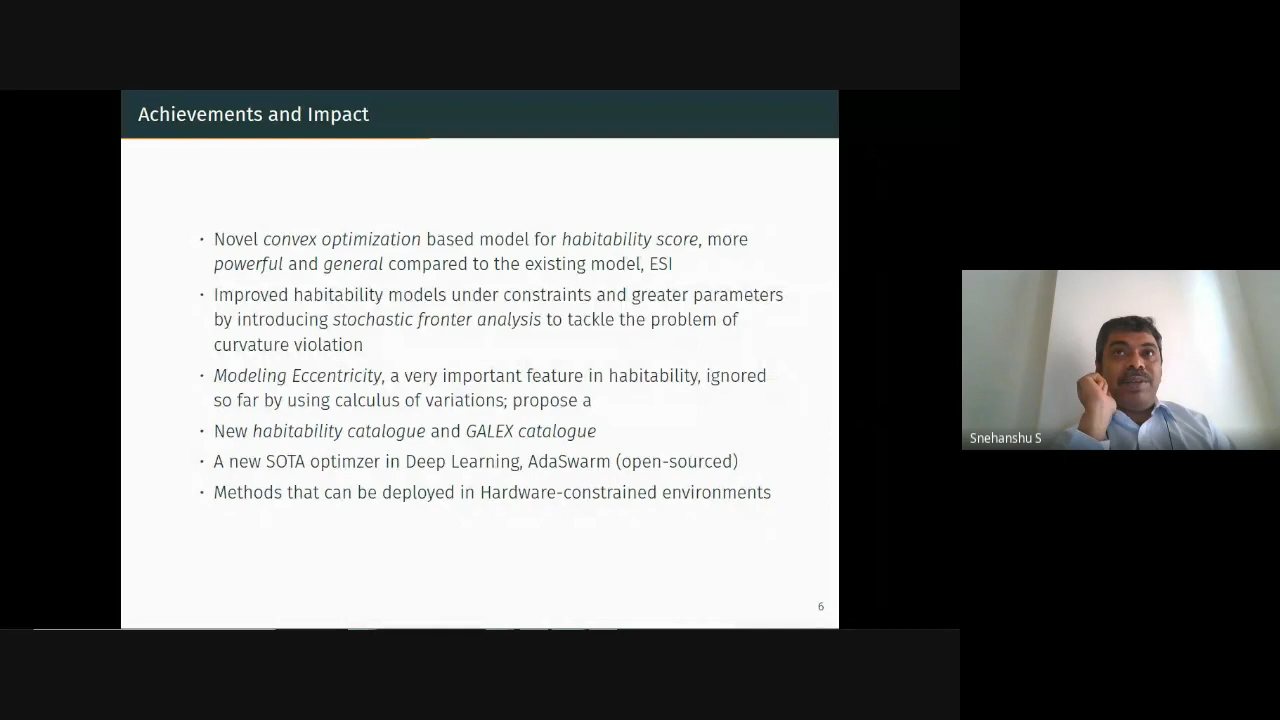 Achievements and Impact
· Novel convex optimization based model for habitability score, more
powerful and general compared to the existing model, ESI
· Improved habitability models under constraints and greater parameters
by introducing stochastic fronter analysis to tackle the problem of
curvature violation
· Modeling Eccentricity, a very important feature in habitability, ignored
so far by using calculus of variations; propose a
· New habitability catalogue and GALEX catalogue
· A new SOTA optimzer in Deep Learning, AdaSwarm (open-sourced)
· Methods that can be deployed in Hardware-constrained environments
6
Snehanshu S